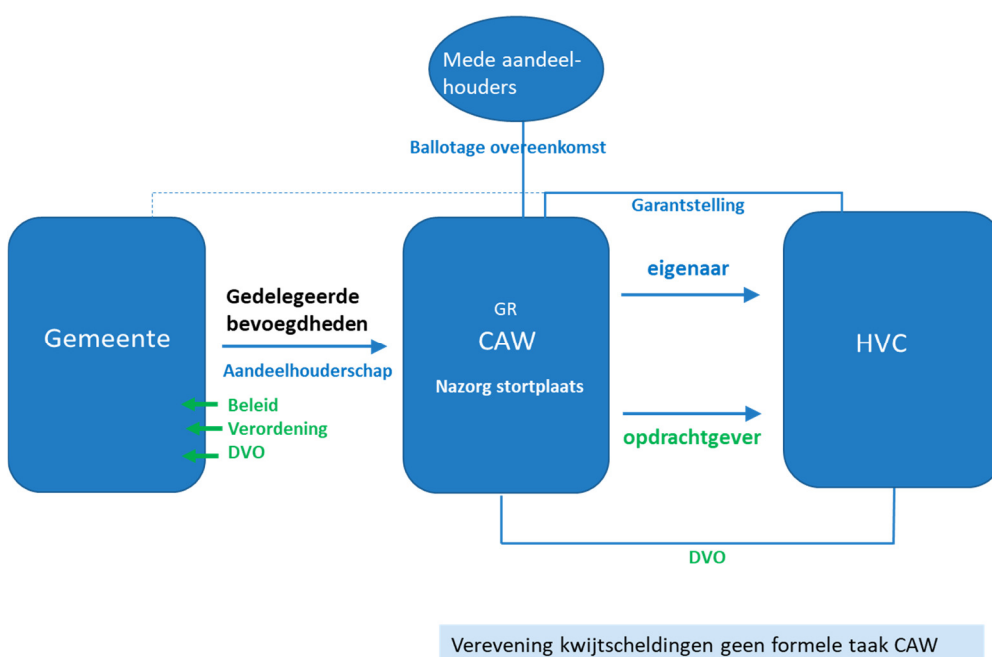 Mede aandeel-
houders
Ballotage overeenkomst
Garantstelling
Gemeente
Gedelegeerde
bevoegdheden
Aandeelhouderschap
Beleid
Verordening
DVO
GR
CAW
Nazorg stortplaats
eigenaar
opdrachtgever
HVC
DVO
Verevening kwijtscheldingen geen formele taak CAW